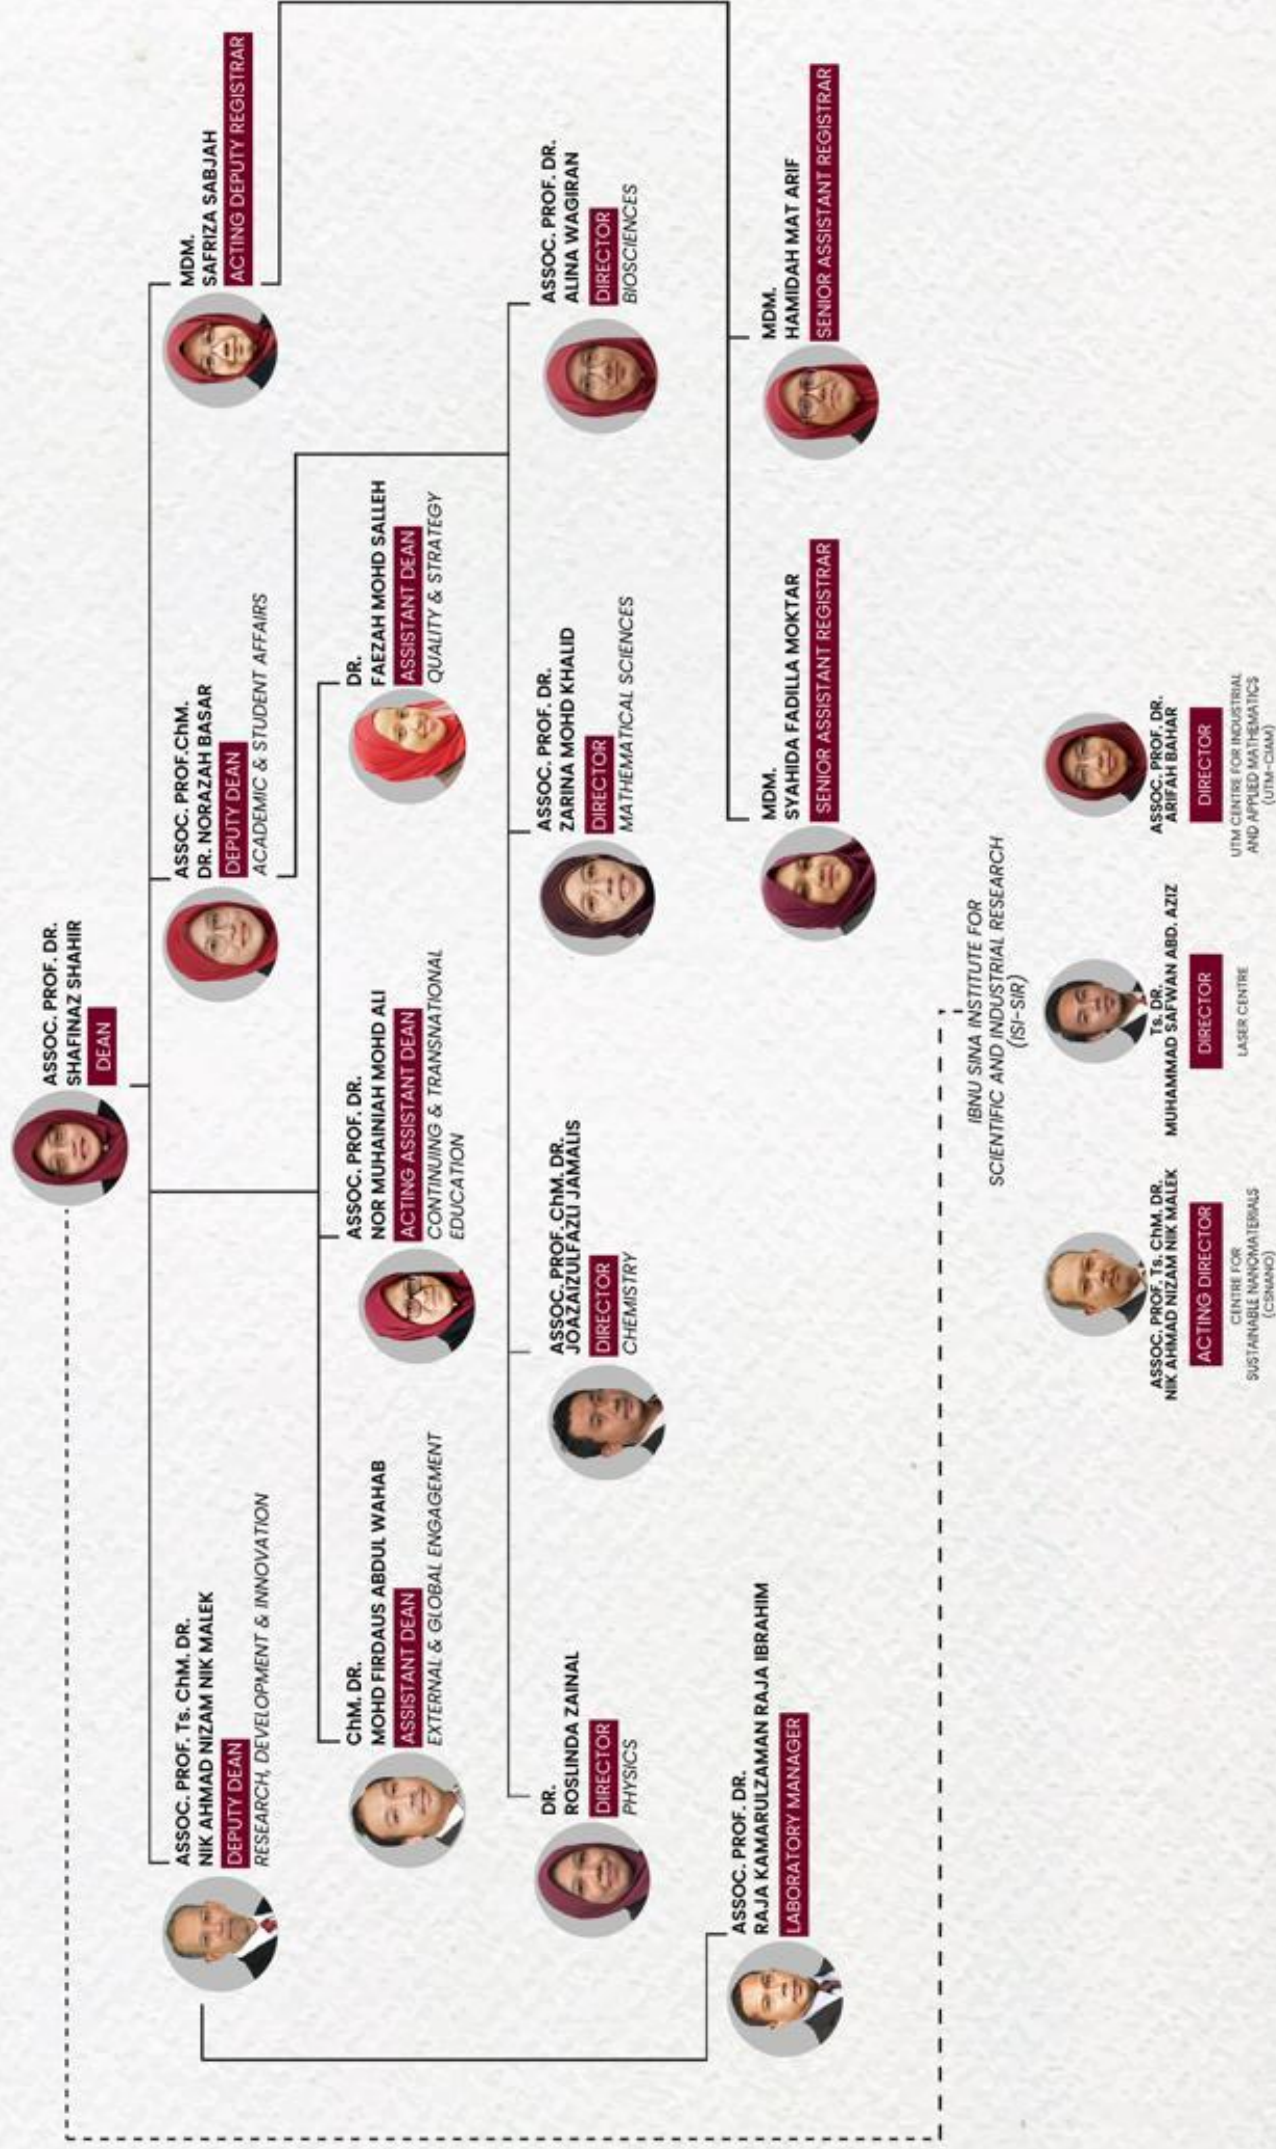 ASSOC. PROF. DR.
SHAFINAZ SHAHIR
DEAN
ASSOC. PROF. Ts. ChM. DR.
NIK AHMAD NIZAM NIK MALEK
DEPUTY DEAN
RESEARCH, DEVELOPMENT & INNOVATION
ASSOC. PROF.ChM.
DR. NORAZAH BASAR
DEPUTY DEAN
ACADEMIC & STUDENT AFFAIRS
MDM.
SAFRIZA SABJAH
ACTING DEPUTY REGISTRAR
ChM. DR.
MOHD FIRDAUS ABDUL WAHAB
ASSISTANT DEAN
EXTERNAL & GLOBAL ENGAGEMENT
ASSOC. PROF. DR.
NOR MUHAINIAH MOHD ALI
ACTING ASSISTANT DEAN
CONTINUING & TRANSNATIONAL
EDUCATION
DR.
FAEZAH MOHD SALLEH
ASSISTANT DEAN
QUALITY & STRATEGY
DR.
ROSLINDA ZAINAL
DIRECTOR
PHYSICS
ASSOC. PROF. ChM. DR.
JOAZAIZULFAZLI JAMALIS
DIRECTOR
CHEMISTRY
ASSOC. PROF. DR.
ZARINA MOHD KHALID
DIRECTOR
MATHEMATICAL SCIENCES
ASSOC. PROF. DR.
ALINA WAGIRAN
DIRECTOR
BIOSCIENCES
ASSOC. PROF. DR.
RAJA KAMARULZAMAN RAJA IBRAHIM
LABORATORY MANAGER
MDM.
SYAHIDA FADILLA MOKTAR
SENIOR ASSISTANT REGISTRAR
MDM.
HAMIDAH MAT ARIF
SENIOR ASSISTANT REGISTRAR
IBNU SINA INSTITUTE FOR
SCIENTIFIC AND INDUSTRIAL RESEARCH
(ISI-SIR)
ASSOC. PROF. Ts. ChM. DR.
NIK AHMAD NIZAM NIK MALEK
ACTING DIRECTOR
CENTRE FOR
SUSTAINABLE NANOMATERIALS
(CSNANO)
Ts. DR.
MUHAMMAD SAFWAN ABD. AZIZ
DIRECTOR
LASER CENTRE
ASSOC. PROF. DR.
ARIFAH BAHAR
DIRECTOR
UTM CENTRE FOR INDUSTRIAL
AND APPLIED MATHEMATICS
(UTM-CIAM)